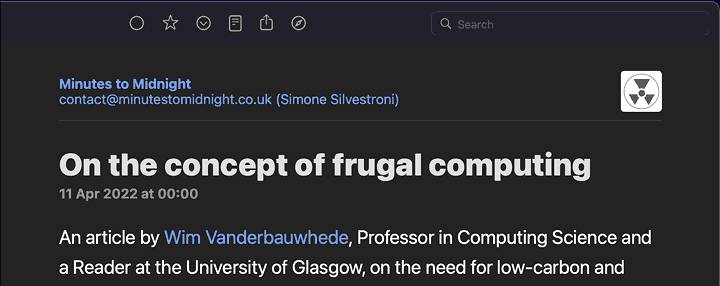 Search
Minutes to Midnight
contact@minutestomidnight.co.uk (Simone Silvestroni)
On the concept of frugal computing
11 Apr 2022 at 00:00
An article by Wim Vanderbauwhede, Professor in Computing Science and
a Reader at the University of Glasgow, on the need for low-carbon and